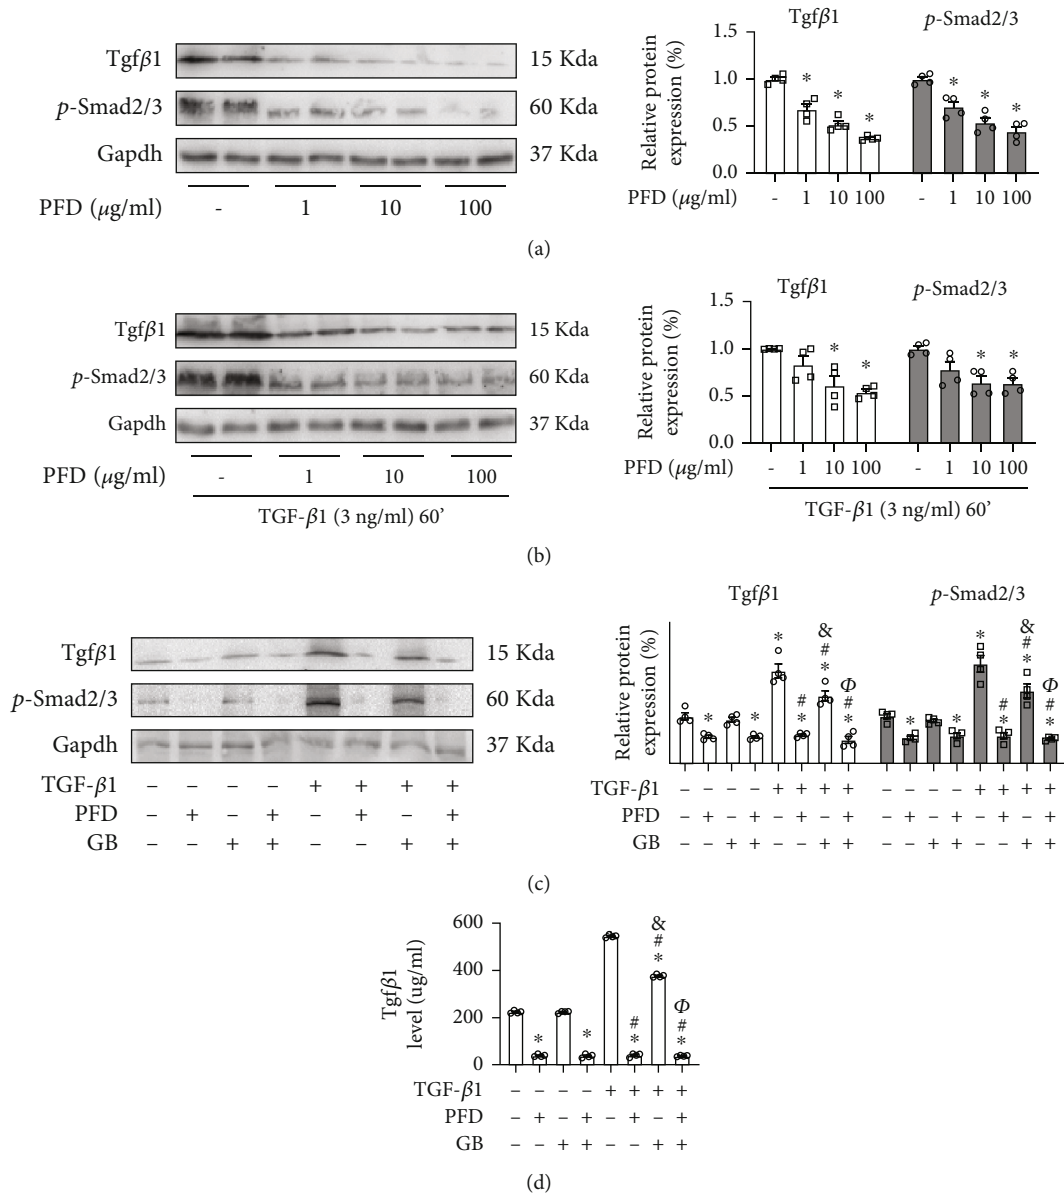 Tgfβ1
15 Kda
p-Smad2/3
60 Kda
Gapdh
37 Kda
PFD (μg/ml)
- 1 10 100
Tgfβ1 p-Smad2/3
Relative protein
expression (%)
1.5
1.0
0.5
0.0
* * * * * *
PFD (μg/ml)
- 1 10 100 - 1 10 100
(a)
Tgfβ1
15 Kda
p-Smad2/3
60 Kda
Gapdh
37 Kda
PFD (μg/ml)
- 1 10 100
TGF-β1 (3 ng/ml) 60’
Tgfβ1 p-Smad2/3
Relative protein
expression (%)
1.5
1.0
0.5
0.0
* * * *
PFD (μg/ml)
- 1 10 100 - 1 10 100
TGF-β1 (3 ng/ml) 60’
(b)
Tgfβ1
15 Kda
p-Smad2/3
60 Kda
Gapdh
37 Kda
TGF-β1 – – – – + + + +
PFD – + – + – + – +
GB – – + + – – + +
Tgfβ1 p-Smad2/3
Relative protein
expression (%)
& &
* # * #
* Φ * Φ
# # # #
* * * * * * * *
TGF-β1 – – – – + + + + – – – – + + + +
PFD – + – + – + – + – + – + – + – +
GB – – + + – – + + – – + + – – + +
(c)
Tgfβ1
level (ug/ml)
600
400
200
0
&
#
*
Φ
# #
* * * *
TGF-β1 – – – – + + + +
PFD – + – + – + – +
GB – – + + – – + +
(d)